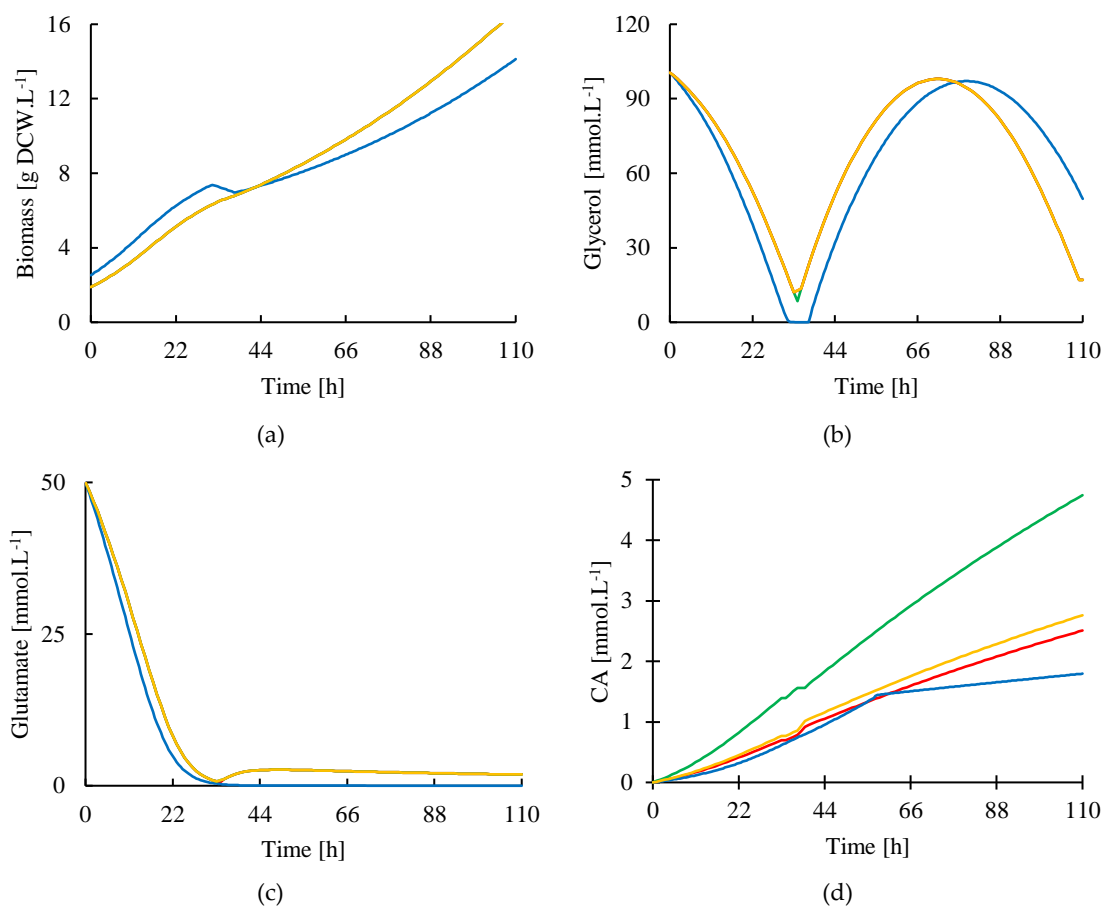 16
12
8
4
0
Biomass [g DCW.L-1]
0 22 44 66 88 110
Time [h]
(a)
120
90
60
30
0
Glycerol [mmol.L-1]
0 22 44 66 88 110
Time [h]
(b)
50
25
0
Glutamate [mmol.L-1]
0 22 44 66 88 110
Time [h]
(c)
5
4
3
2
1
0
CA [mmol.L-1]
0 22 44 66 88 110
Time [h]
(d)